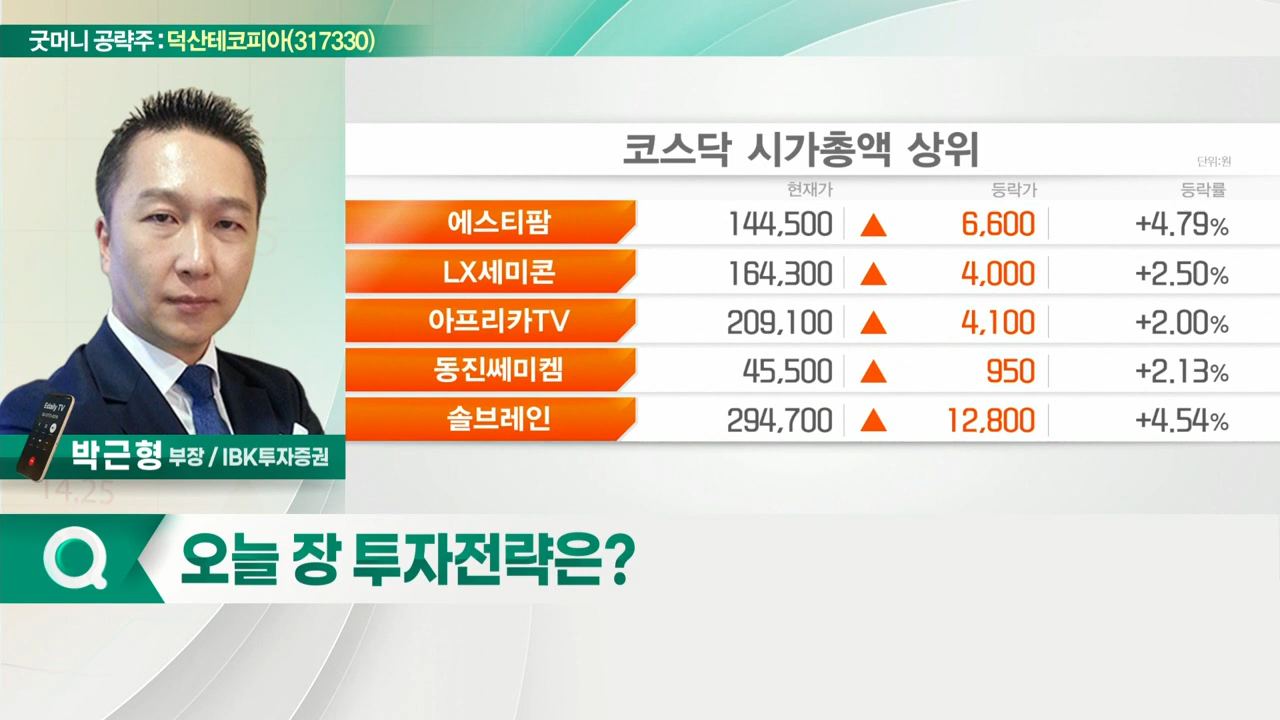 굿머니 공략주 : 덕산테코피아(317330)
코스닥 시가총액 상위
단위:원
현재가 등락가 등락률
에스티팜 144,500 ▲ 6,600 +4.79%
LX세미콘 164,300 ▲ 4,000 +2.50%
아프리카TV 209,100 ▲ 4,100 +2.00%
동진쎄미켐 45,500 ▲ 950 +2.13%
솔브레인 294,700 ▲ 12,800 +4.54%
Edaily TV
박근형 부장 / IBK투자증권
14.25
Q 오늘 장 투자전략은?